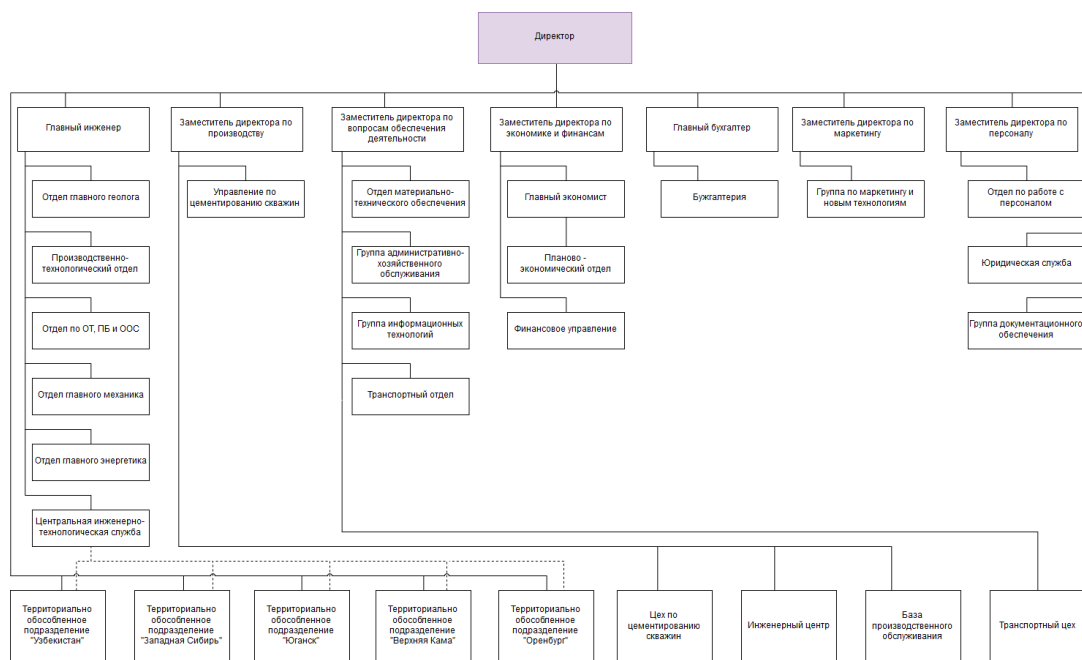 Директор
Главный инженер
Заместитель директора по
производству
Заместитель директора по
вопросам обеспечения
деятельности
Заместитель директора по
экономике и финансам
Главный бухгалтер
Заместитель директора по
маркетингу
Заместитель директора по
персоналу
Отдел главного геолога
Управление по
цементированию скважин
Отдел материально-
технического обеспечения
Главный экономист
Бухгалтерия
Группа по маркетингу и
новым технологиям
Отдел по работе с
персоналом
Производственно-
технологический отдел
Группа административно-
хозяйственного
обслуживания
Планово -
экономический отдел
Юридическая служба
Отдел по ОТ, ПБ и ООС
Группа информационных
технологий
Финансовое управление
Группа документационного
обеспечения
Отдел главного механика
Транспортный отдел
Отдел главного энергетика
Центральная инженерно-
технологическая служба
Территориально
обособленное
подразделение
"Узбекистан"
Территориально
обособленное
подразделение
"Западная Сибирь"
Территориально
обособленное
подразделение
"Юганск"
Территориально
обособленное
подразделение
"Верхняя Кама"
Территориально
обособленное
подразделение
"Оренбург"
Цех по
цементированию
скважин
Инженерный центр
База
производственного
обслуживания
Транспортный цех